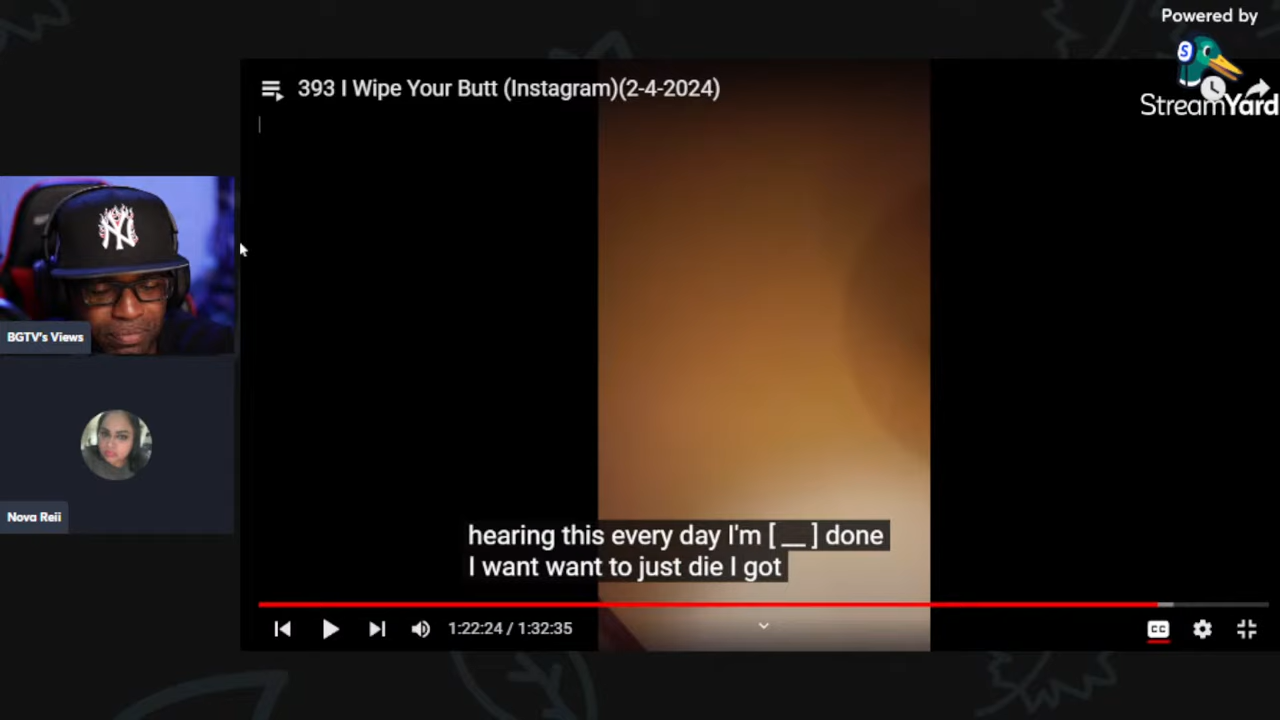 Powered by
S
StreamYard
393 I Wipe Your Butt (Instagram)(2-4-2024)
NY
BGTV's Views
Nova Reii
hearing this every day I'm [ __ ] done
I want want to just die I got
1:22:24 / 1:32:35
CC